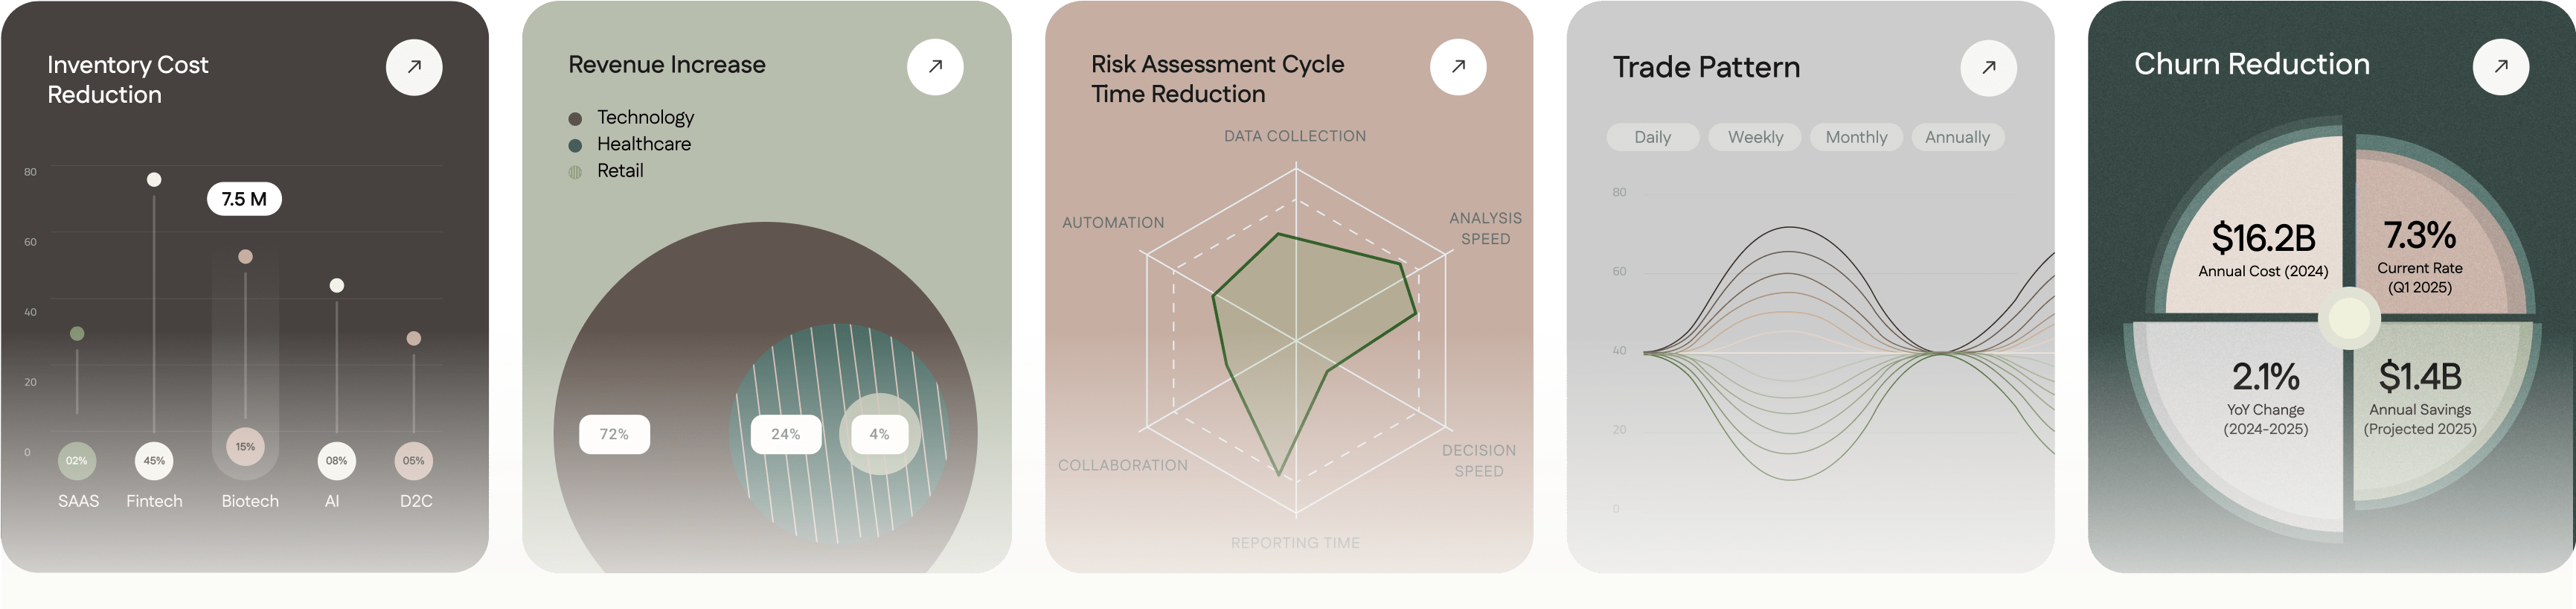 Inventory Cost
Reduction
80
7.5 M
60
40
20
0
02%
45%
15%
08%
05%
SAAS
Fintech
Biotech
AI
D2C
Revenue Increase
Technology
Healthcare
Retail
72%
24%
4%
Risk Assessment Cycle
Time Reduction
DATA COLLECTION
AUTOMATION
ANALYSIS
SPEED
COLLABORATION
DECISION
SPEED
REPORTING TIME
Trade Pattern
Daily
Weekly
Monthly
Annually
80
60
40
20
0
Churn Reduction
$16.2B
Annual Cost (2024)
7.3%
Current Rate
(Q1 2025)
2.1%
YoY Change
(2024-2025)
$1.4B
Annual Savings
(Projected 2025)